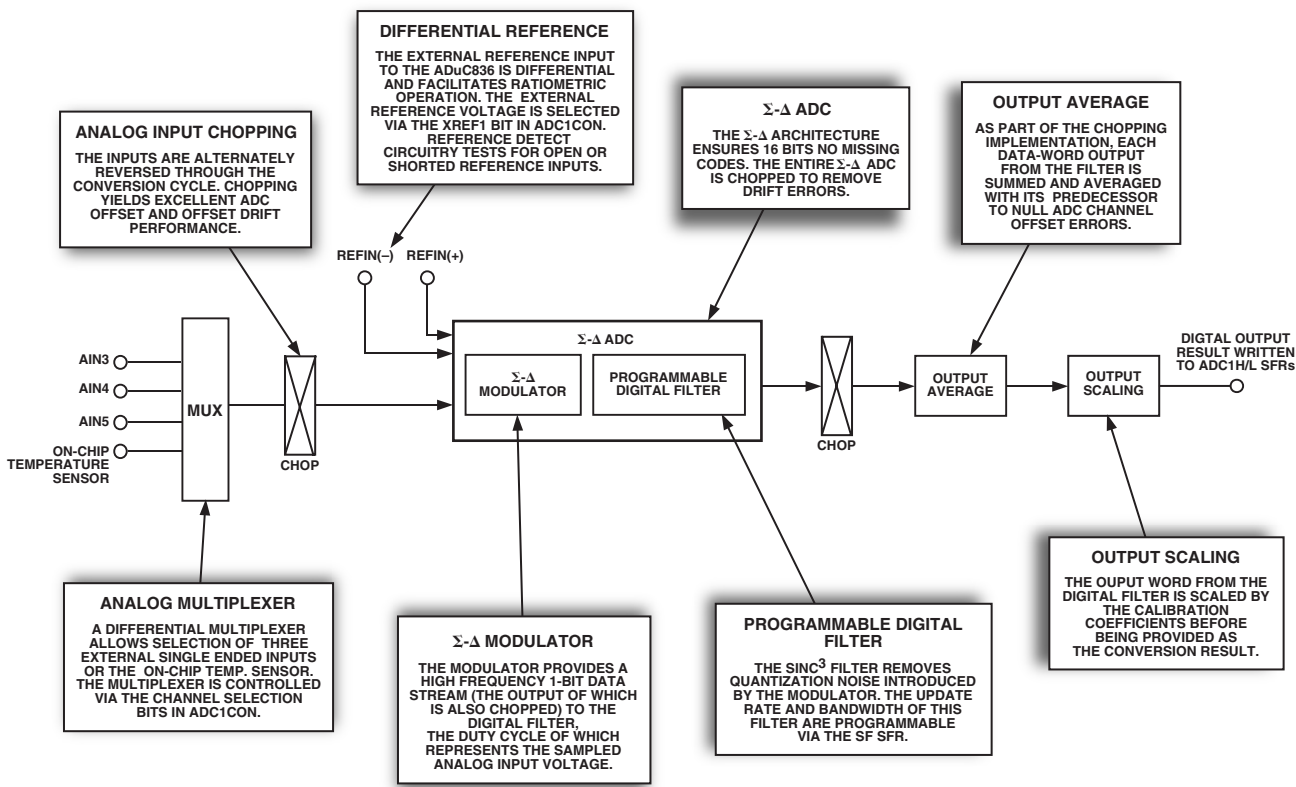 DIFFERENTIAL REFERENCE
THE EXTERNAL REFERENCE INPUT
TO THE ADuC836 IS DIFFERENTIAL
AND FACILITATES RATIOMETRIC
OPERATION. THE EXTERNAL
REFERENCE VOLTAGE IS SELECTED
VIA THE XREF1 BIT IN ADC1CON.
REFERENCE DETECT
CIRCUITRY TESTS FOR OPEN OR
SHORTED REFERENCE INPUTS.
ANALOG INPUT CHOPPING
THE INPUTS ARE ALTERNATELY
REVERSED THROUGH THE
CONVERSION CYCLE. CHOPPING
YIELDS EXCELLENT ADC
OFFSET AND OFFSET DRIFT
PERFORMANCE.
Σ-Δ ADC
THE Σ-Δ ARCHITECTURE
ENSURES 16 BITS NO MISSING
CODES. THE ENTIRE Σ-Δ ADC
IS CHOPPED TO REMOVE
DRIFT ERRORS.
OUTPUT AVERAGE
AS PART OF THE CHOPPING
IMPLEMENTATION, EACH
DATA-WORD OUTPUT
FROM THE FILTER IS
SUMMED AND AVERAGED
WITH ITS PREDECESSOR
TO NULL ADC CHANNEL
OFFSET ERRORS.
REFIN(–) REFIN(+)
AIN3
AIN4
AIN5
ON-CHIP
TEMPERATURE
SENSOR
MUX
CHOP
Σ-Δ ADC
Σ-Δ
MODULATOR
PROGRAMMABLE
DIGITAL FILTER
CHOP
OUTPUT
AVERAGE
OUTPUT
SCALING
DIGTAL OUTPUT
RESULT WRITTEN
TO ADC1H/L SFRs
ANALOG MULTIPLEXER
A DIFFERENTIAL MULTIPLEXER
ALLOWS SELECTION OF THREE
EXTERNAL SINGLE ENDED INPUTS
OR THE ON-CHIP TEMP. SENSOR.
THE MULTIPLEXER IS CONTROLLED
VIA THE CHANNEL SELECTION
BITS IN ADC1CON.
Σ-Δ MODULATOR
THE MODULATOR PROVIDES A
HIGH FREQUENCY 1-BIT DATA
STREAM (THE OUTPUT OF WHICH
IS ALSO CHOPPED) TO THE
DIGITAL FILTER,
THE DUTY CYCLE OF WHICH
REPRESENTS THE SAMPLED
ANALOG INPUT VOLTAGE.
PROGRAMMABLE DIGITAL
FILTER
THE SINC³ FILTER REMOVES
QUANTIZATION NOISE INTRODUCED
BY THE MODULATOR. THE UPDATE
RATE AND BANDWIDTH OF THIS
FILTER ARE PROGRAMMABLE
VIA THE SF SFR.
OUTPUT SCALING
THE OUPUT WORD FROM THE
DIGITAL FILTER IS SCALED BY
THE CALIBRATION
COEFFICIENTS BEFORE
BEING PROVIDED AS
THE CONVERSION RESULT.